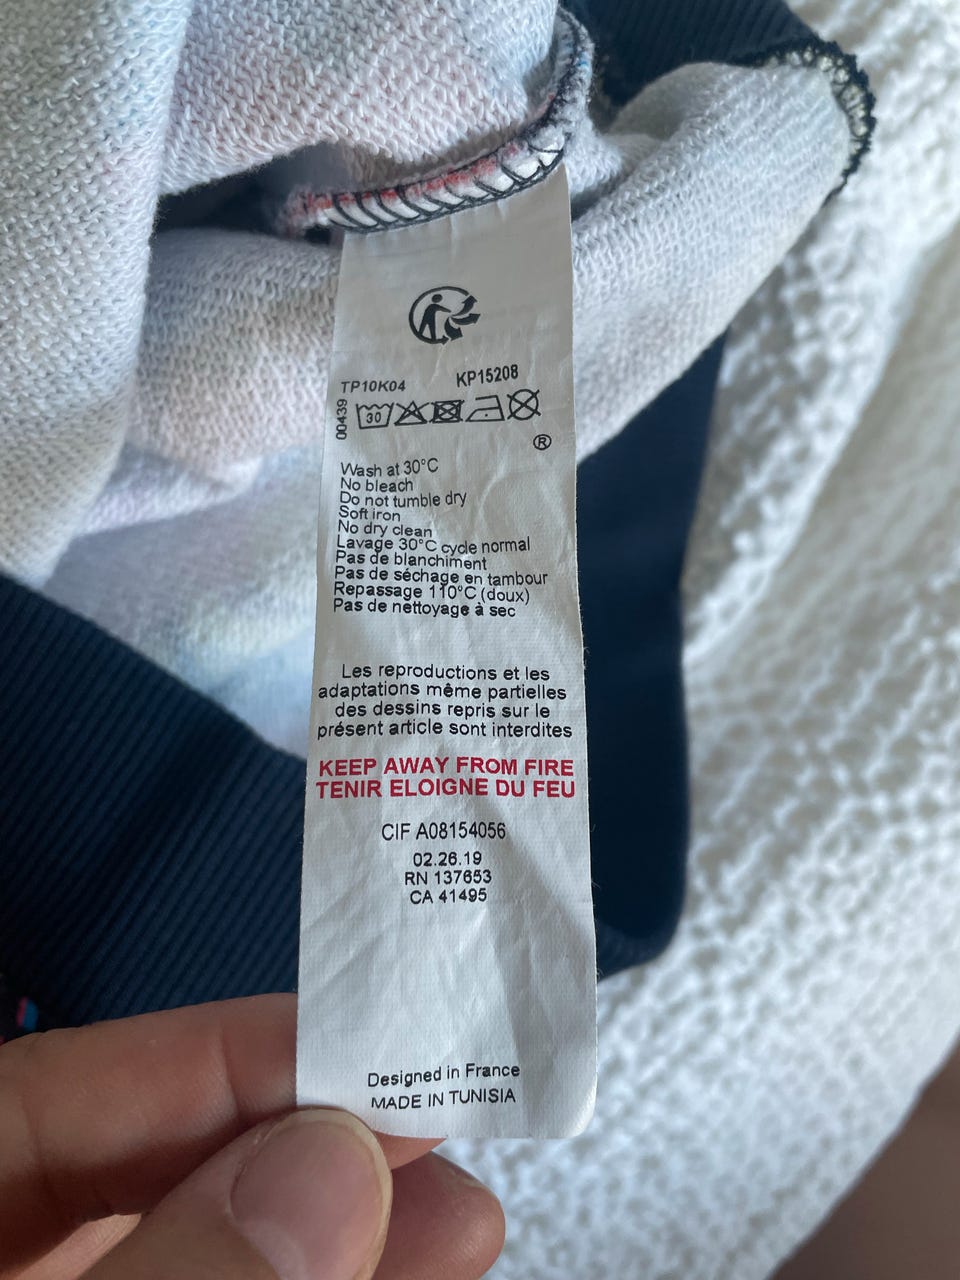 TP10K04 KP15208
00439
30
®
Wash at 30°C
No bleach
Do not tumble dry
Soft iron
No dry clean
Lavage 30°C cycle normal
Pas de blanchiment
Pas de séchage en tambour
Repassage 110°C (doux)
Pas de nettoyage à sec
Les reproductions et les
adaptations même partielles
des dessins repris sur le
présent article sont interdites
KEEP AWAY FROM FIRE
TENIR ELOIGNE DU FEU
CIF A08154056
02.26.19
RN 137653
CA 41495
Designed in France
MADE IN TUNISIA